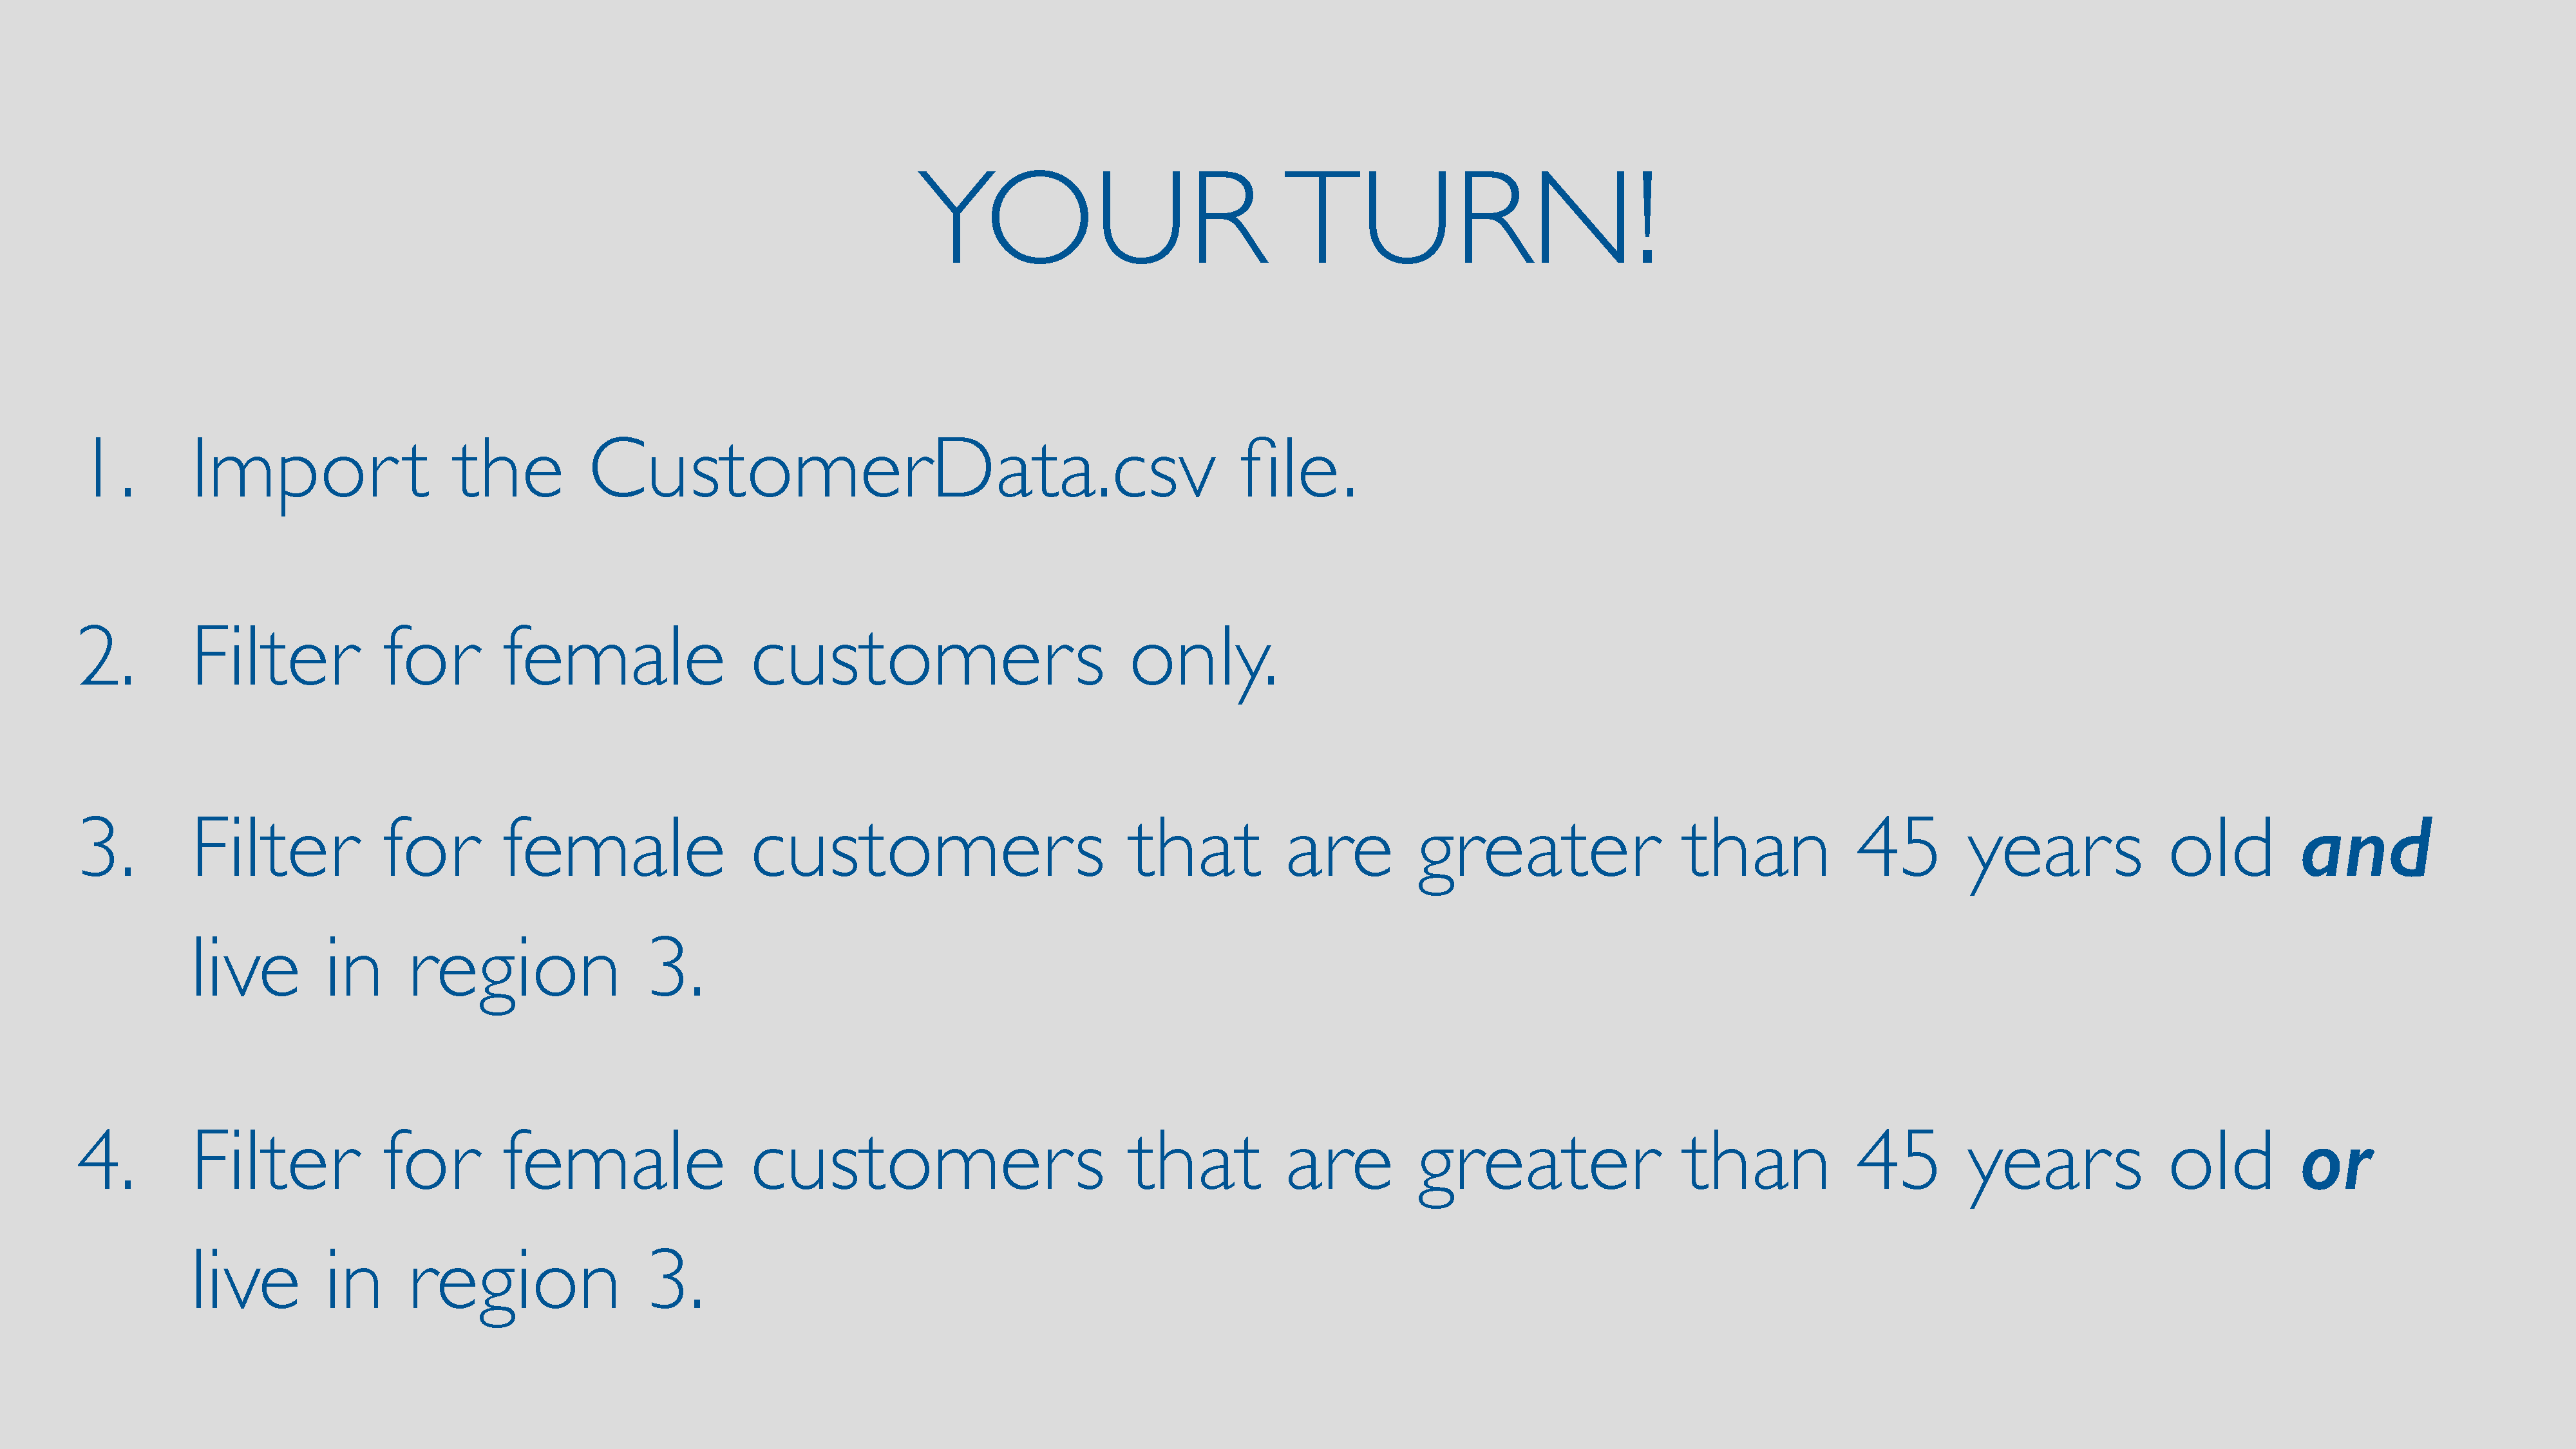 YOUR TURN!
1. Import the CustomerData.csv file.
2. Filter for female customers only.
3. Filter for female customers that are greater than 45 years old and
live in region 3.
4. Filter for female customers that are greater than 45 years old or
live in region 3.